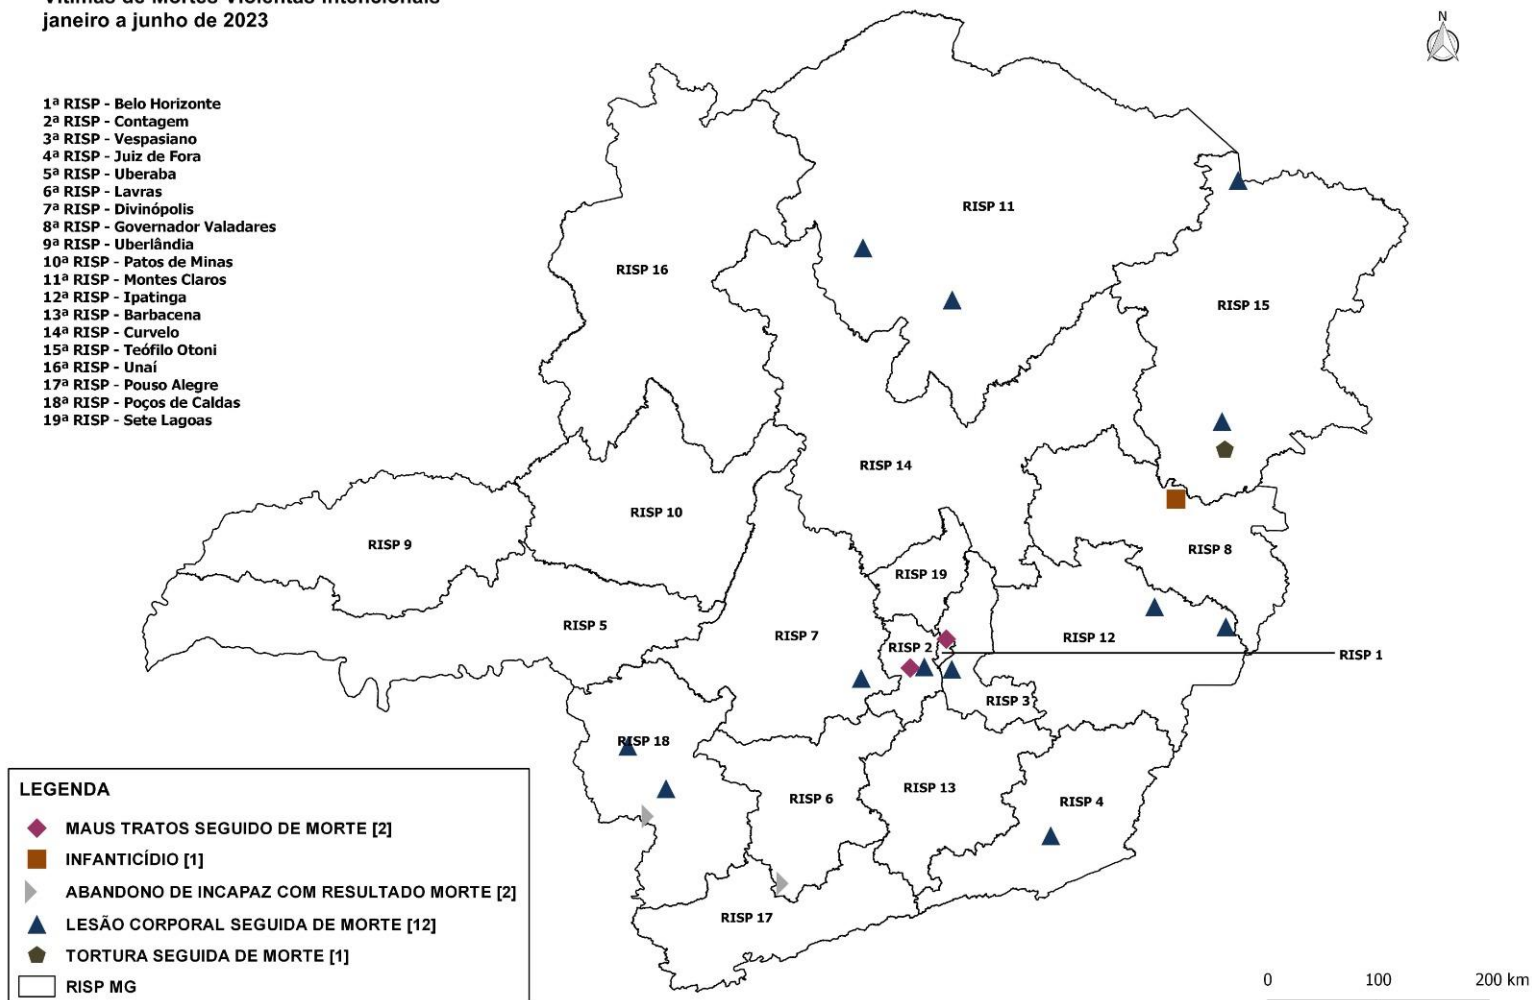 Vítimas de Mortes Violentas Intencionais
janeiro a junho de 2023
N
1ª RISP - Belo Horizonte
2ª RISP - Contagem
3ª RISP - Vespasiano
4ª RISP - Juiz de Fora
5ª RISP - Uberaba
6ª RISP - Lavras
7ª RISP - Divinópolis
8ª RISP - Governador Valadares
9ª RISP - Uberlândia
10ª RISP - Patos de Minas
11ª RISP - Montes Claros
12ª RISP - Ipatinga
13ª RISP - Barbacena
14ª RISP - Curvelo
15ª RISP - Teófilo Otoni
16ª RISP - Unaí
17ª RISP - Pouso Alegre
18ª RISP - Poços de Caldas
19ª RISP - Sete Lagoas
RISP 11
RISP 16
RISP 15
RISP 14
RISP 10
RISP 9
RISP 8
RISP 19
RISP 5
RISP 7
RISP 12
RISP 2
RISP 1
RISP 3
RISP 18
RISP 6
RISP 13
RISP 4
RISP 17
LEGENDA
MAUS TRATOS SEGUIDO DE MORTE [2]
INFANTICÍDIO [1]
ABANDONO DE INCAPAZ COM RESULTADO MORTE [2]
LESÃO CORPORAL SEGUIDA DE MORTE [12]
TORTURA SEGUIDA DE MORTE [1]
RISP MG
0 100 200 km